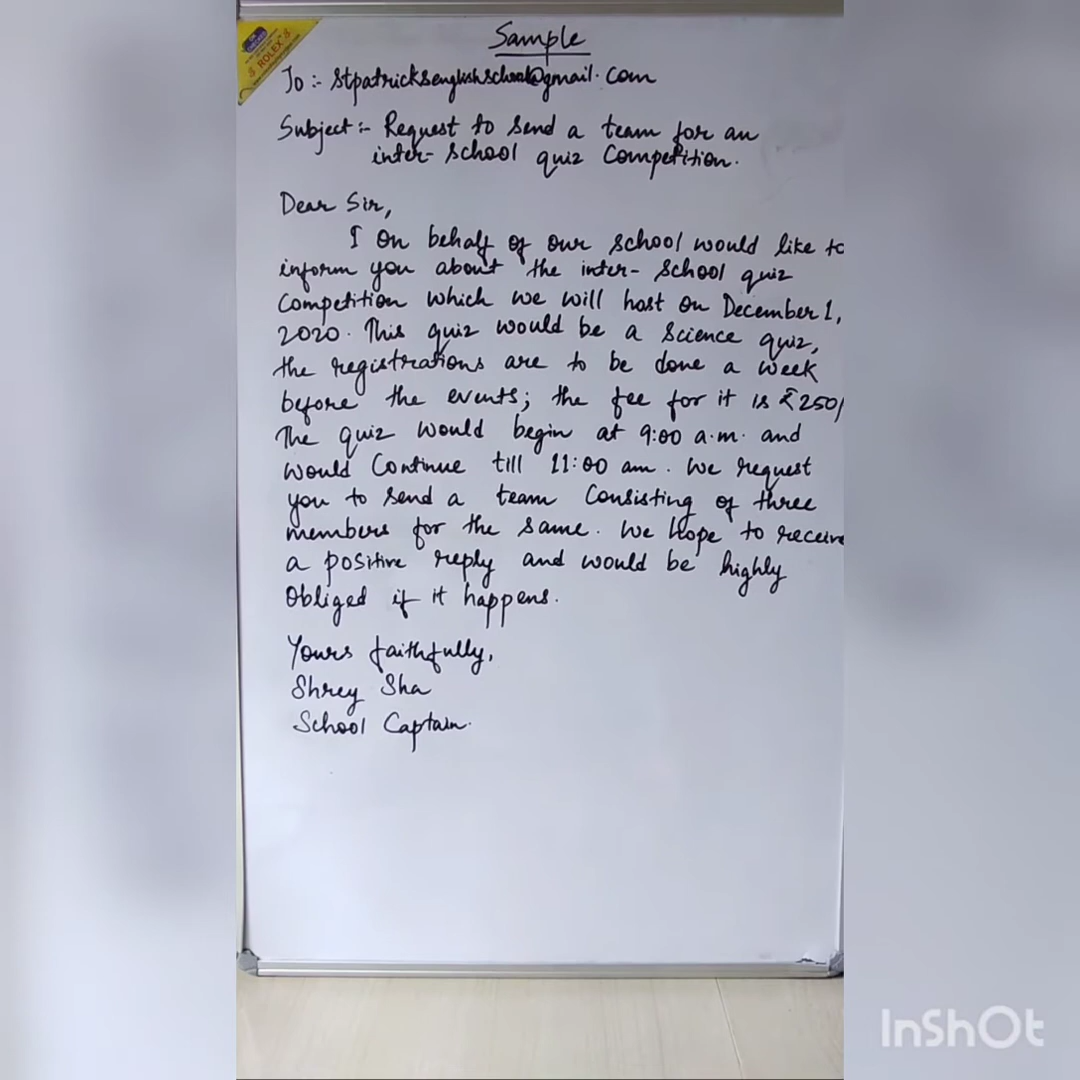 Sample
To :- stpatricksenglishschool@gmail.com
Subject :- Request to send a team for an
inter-school quiz competition.
Dear Sir,
I on behalf of our school would like to
inform you about the inter-school quiz
competition which we will host on December 1,
2020. This quiz would be a science quiz,
the registrations are to be done a week
before the events; the fee for it is ₹250/
The quiz would begin at 9:00 a.m. and
would continue till 11:00 am. We request
you to send a team consisting of three
members for the same. We hope to receive
a positive reply and would be highly
obliged if it happens.
Yours faithfully,
Shrey Sha
School Captain.
ROLEX
InShOt